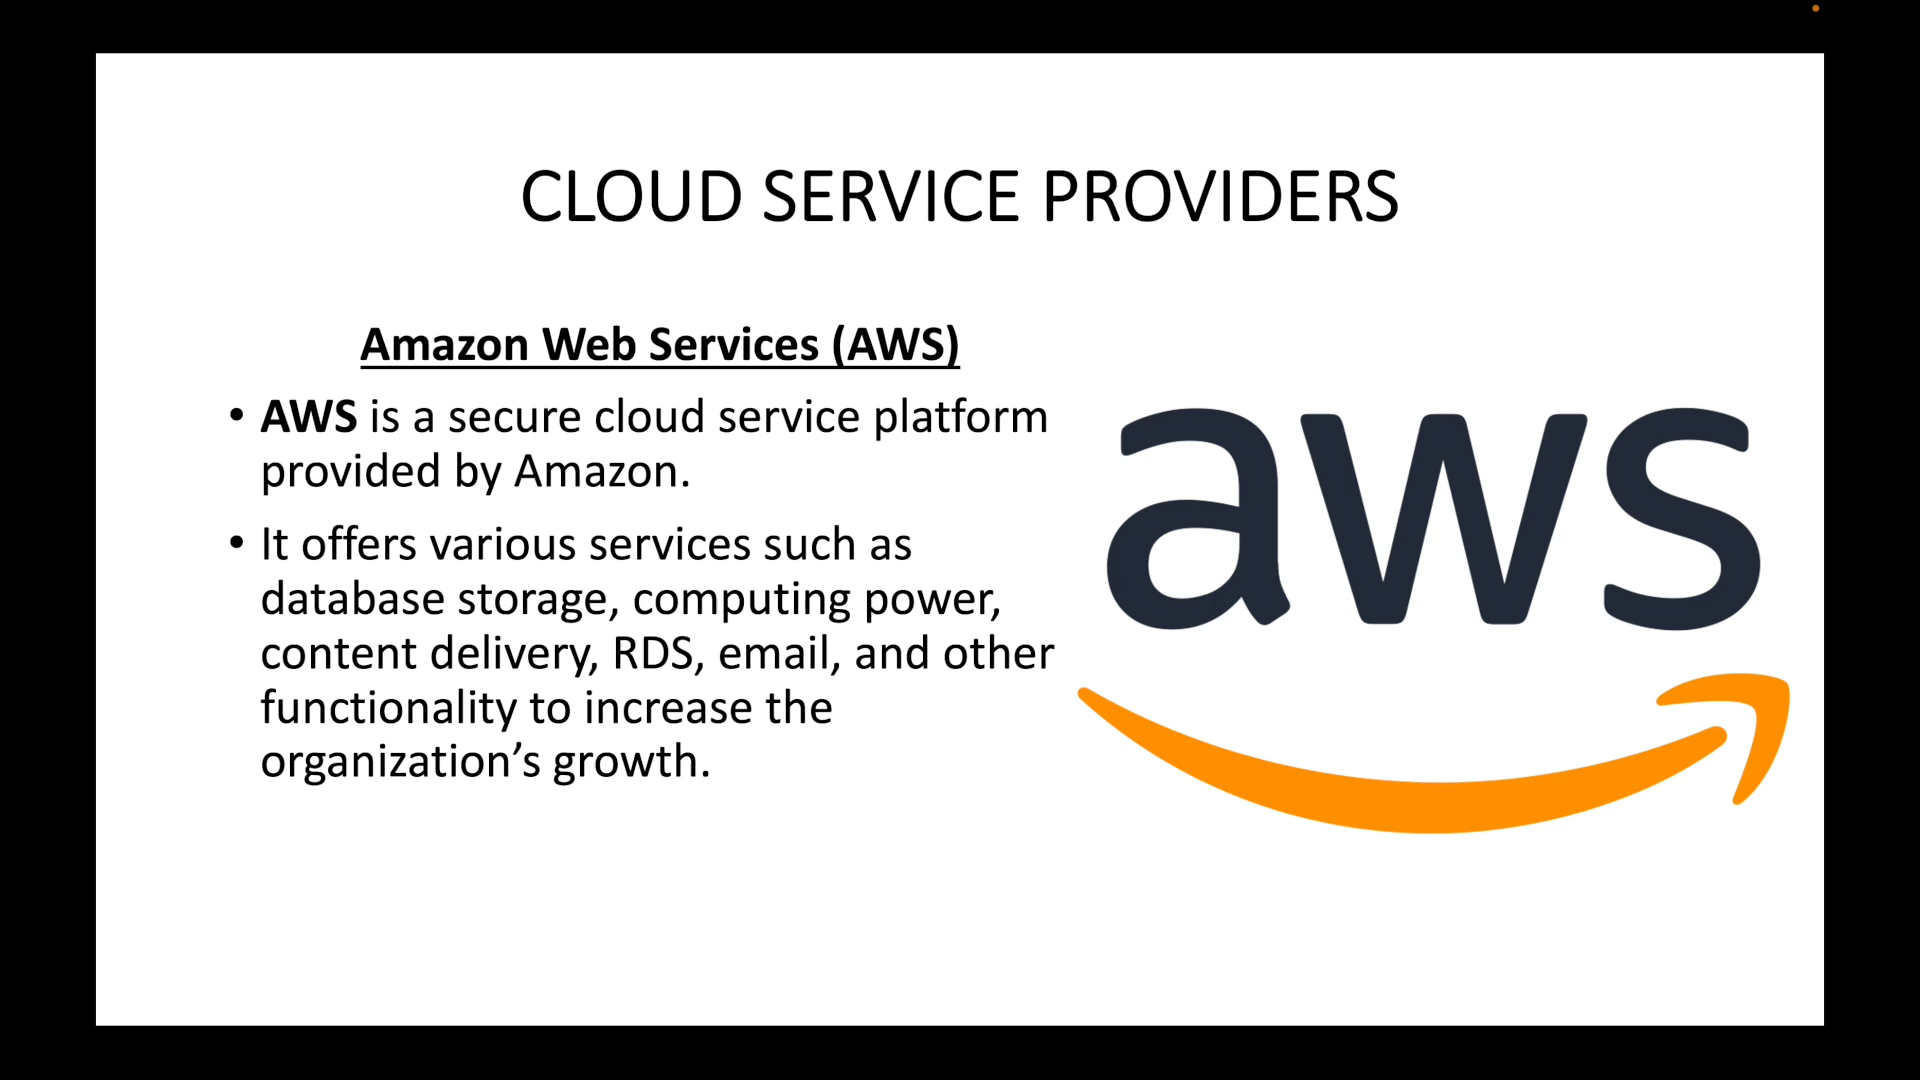 CLOUD SERVICE PROVIDERS
Amazon Web Services (AWS)
• AWS is a secure cloud service platform
provided by Amazon.
• It offers various services such as
database storage, computing power,
content delivery, RDS, email, and other
functionality to increase the
organization’s growth.
aws